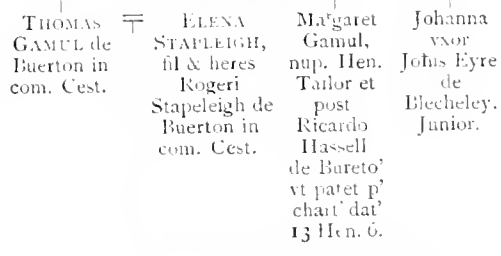 THOMAS
GAMUL de
Buerton in
com. Cest.
=
ELENA
STAPLEIGH,
fil & heres
Rogeri
Stapeleigh de
Buerton in
com. Cest.
Margaret
Gamul,
nup. Hen.
Tailor et
post
Ricardo
Hassell
de Bureto'
vt patet p'
chart' dat'
13 Hen. 6.
Johanna
vxor
Johis Eyre
de
Blecheley.
Junior.